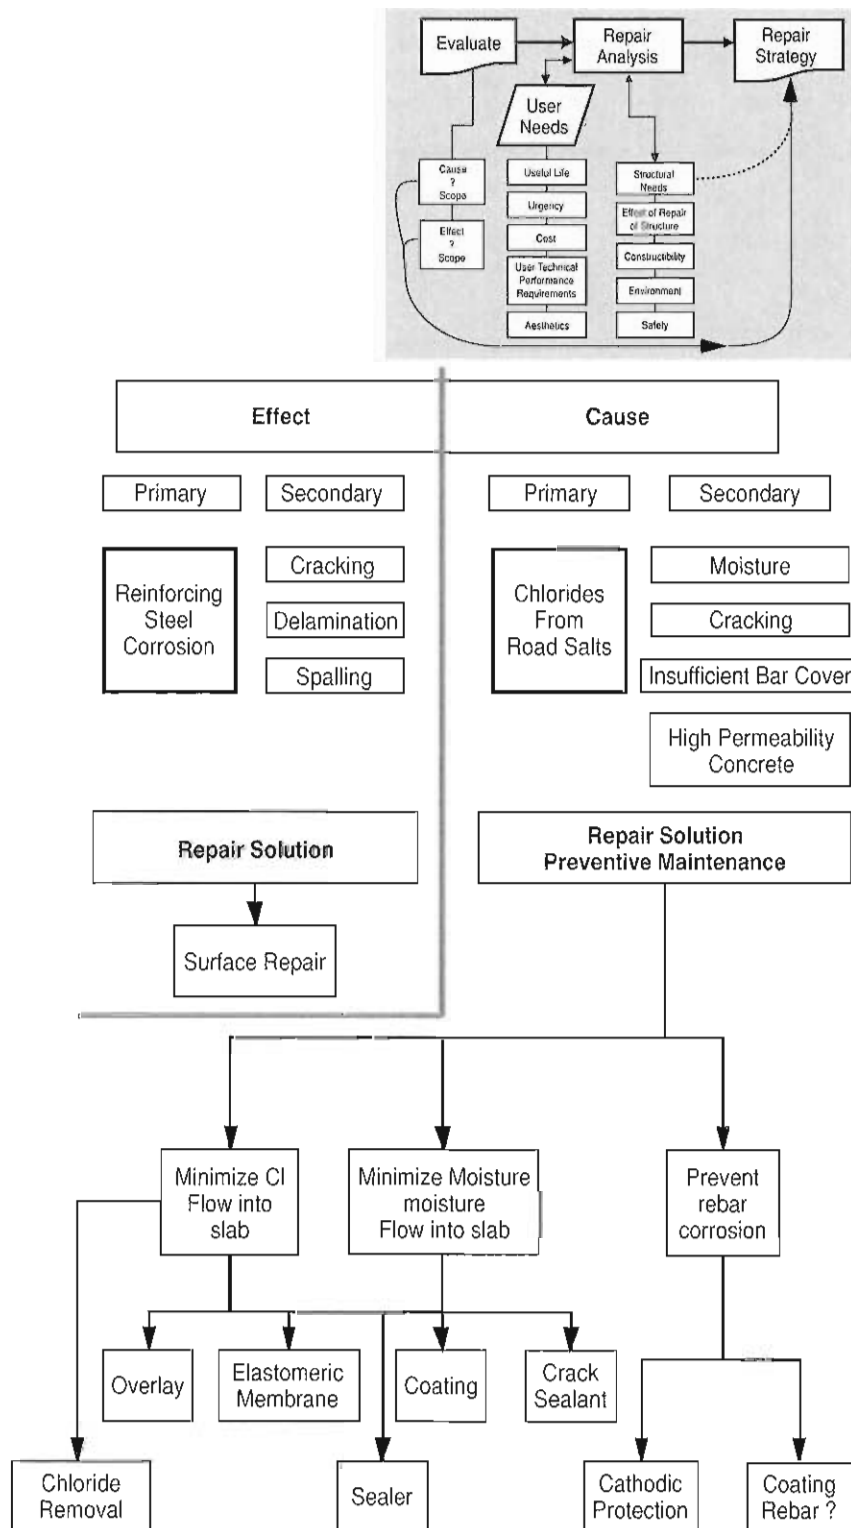 Evaluate
Repair
Analysis
Repair
Strategy
User
Needs
Cause
?
Scope
Effect
?
Scope
Useful Life
Urgency
Cost
User Technical
Performance
Requirements
Aesthetics
Structural
Needs
Effect of Repair
of Structure
Constructibility
Environment
Safely
Effect
Cause
Primary
Secondary
Primary
Secondary
Reinforcing
Steel
Corrosion
Cracking
Delamination
Spalling
Chlorides
From
Road Salts
Moisture
Cracking
Insufficient Bar Cover
High Permeability
Concrete
Repair Solution
Repair Solution
Preventive Maintenance
Surface Repair
Minimize Cl
Flow into
slab
Minimize Moisture
moisture
Flow into slab
Prevent
rebar
corrosion
Overlay
Elastomeric
Membrane
Coating
Crack
Sealant
Chloride
Removal
Sealer
Cathodic
Protection
Coating
Rebar ?